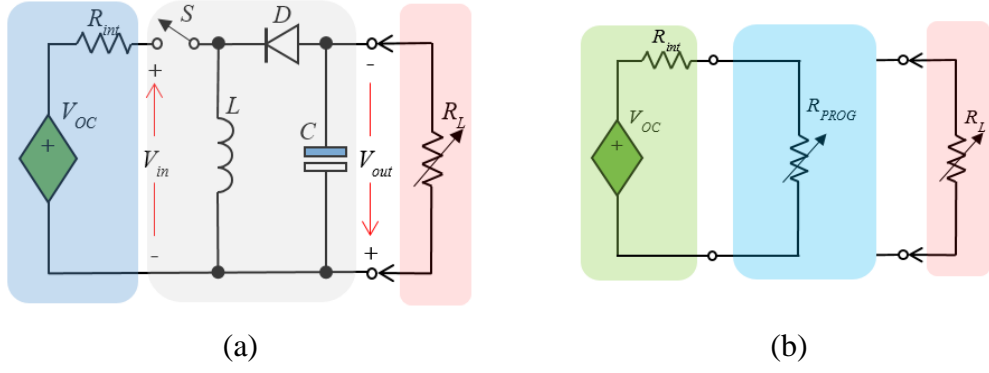 R_int S D
+ -
V_OC L C R_L
+ V_in V_out
- +
(a)
R_int
V_OC R_PROG R_L
+
(b)